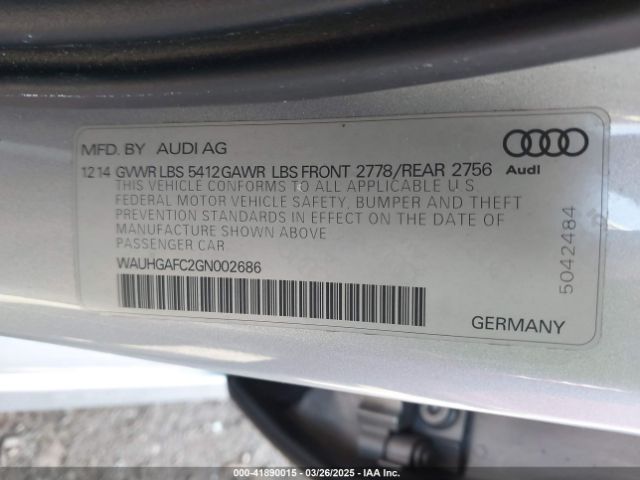 MFD. BY AUDI AG
12 14 GVWR LBS 5412 GAWR LBS FRONT 2778/REAR 2756
Audi
THIS VEHICLE CONFORMS TO ALL APPLICABLE U S.
FEDERAL MOTOR VEHICLE SAFETY, BUMPER AND THEFT
PREVENTION STANDARDS IN EFFECT ON THE DATE OF
MANUFACTURE SHOWN ABOVE
PASSENGER CAR
WAUHGAFC2GN002686
5042484
GERMANY
000-41890015 - 03/26/2025 - IAA Inc.